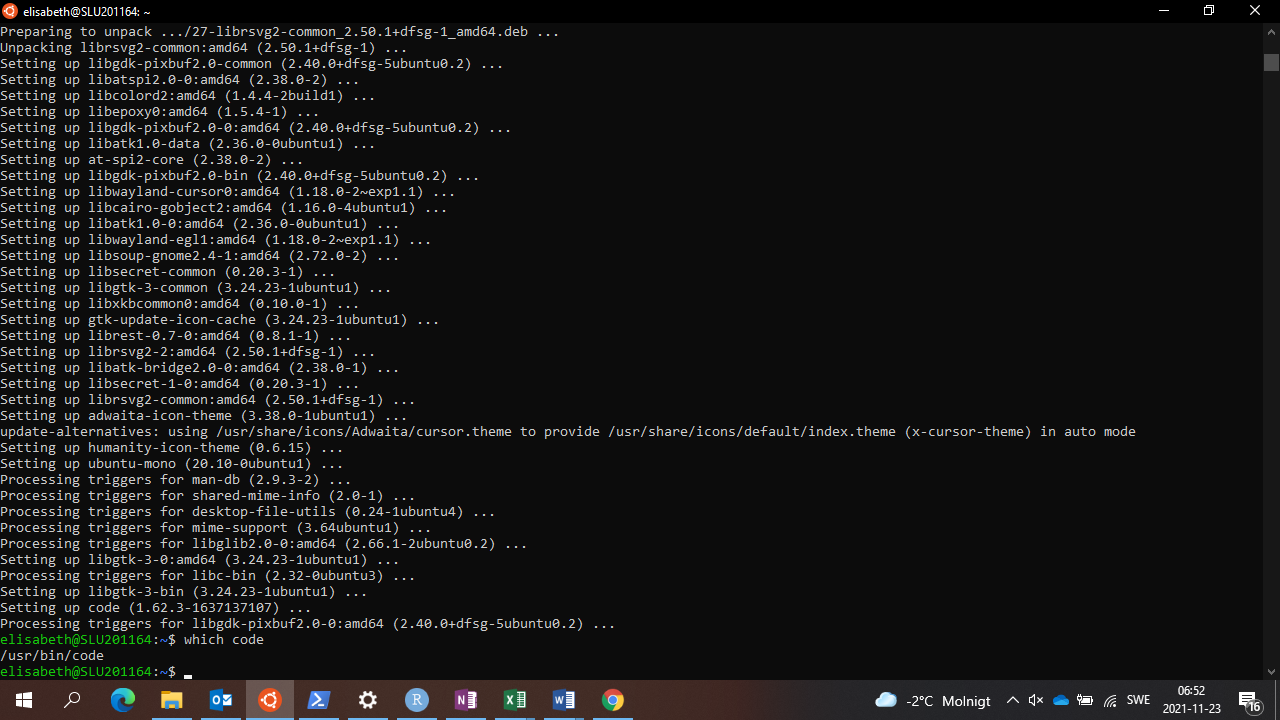 elisabeth@SLU201164: ~
Preparing to unpack .../27-librsvg2-common_2.50.1+dfsg-1_amd64.deb ...
Unpacking librsvg2-common:amd64 (2.50.1+dfsg-1) ...
Setting up libgdk-pixbuf2.0-common (2.40.0+dfsg-5ubuntu0.2) ...
Setting up libatspi2.0-0:amd64 (2.38.0-2) ...
Setting up libcolord2:amd64 (1.4.4-2build1) ...
Setting up libepoxy0:amd64 (1.5.4-1) ...
Setting up libgdk-pixbuf2.0-0:amd64 (2.40.0+dfsg-5ubuntu0.2) ...
Setting up libatk1.0-data (2.36.0-0ubuntu1) ...
Setting up at-spi2-core (2.38.0-2) ...
Setting up libgdk-pixbuf2.0-bin (2.40.0+dfsg-5ubuntu0.2) ...
Setting up libwayland-cursor0:amd64 (1.18.0-2~exp1.1) ...
Setting up libcairo-gobject2:amd64 (1.16.0-4ubuntu1) ...
Setting up libatk1.0-0:amd64 (2.36.0-0ubuntu1) ...
Setting up libwayland-egl1:amd64 (1.18.0-2~exp1.1) ...
Setting up libsoup-gnome2.4-1:amd64 (2.72.0-2) ...
Setting up libsecret-common (0.20.3-1) ...
Setting up libgtk-3-common (3.24.23-1ubuntu1) ...
Setting up libxkbcommon0:amd64 (0.10.0-1) ...
Setting up gtk-update-icon-cache (3.24.23-1ubuntu1) ...
Setting up librest-0.7-0:amd64 (0.8.1-1) ...
Setting up librsvg2-2:amd64 (2.50.1+dfsg-1) ...
Setting up libatk-bridge2.0-0:amd64 (2.38.0-1) ...
Setting up libsecret-1-0:amd64 (0.20.3-1) ...
Setting up librsvg2-common:amd64 (2.50.1+dfsg-1) ...
Setting up adwaita-icon-theme (3.38.0-1ubuntu1) ...
update-alternatives: using /usr/share/icons/Adwaita/cursor.theme to provide /usr/share/icons/default/index.theme (x-cursor-theme) in auto mode
Setting up humanity-icon-theme (0.6.15) ...
Setting up ubuntu-mono (20.10-0ubuntu1) ...
Processing triggers for man-db (2.9.3-2) ...
Processing triggers for shared-mime-info (2.0-1) ...
Processing triggers for desktop-file-utils (0.24-1ubuntu4) ...
Processing triggers for mime-support (3.64ubuntu1) ...
Processing triggers for libglib2.0-0:amd64 (2.66.1-2ubuntu0.2) ...
Setting up libgtk-3-0:amd64 (3.24.23-1ubuntu1) ...
Processing triggers for libc-bin (2.32-0ubuntu3) ...
Setting up libgtk-3-bin (3.24.23-1ubuntu1) ...
Setting up code (1.62.3-1637137107) ...
Processing triggers for libgdk-pixbuf2.0-0:amd64 (2.40.0+dfsg-5ubuntu0.2) ...
elisabeth@SLU201164:~$ which code
/usr/bin/code
elisabeth@SLU201164:~$
-2°C Molnigt SWE 06:52
2021-11-23 16